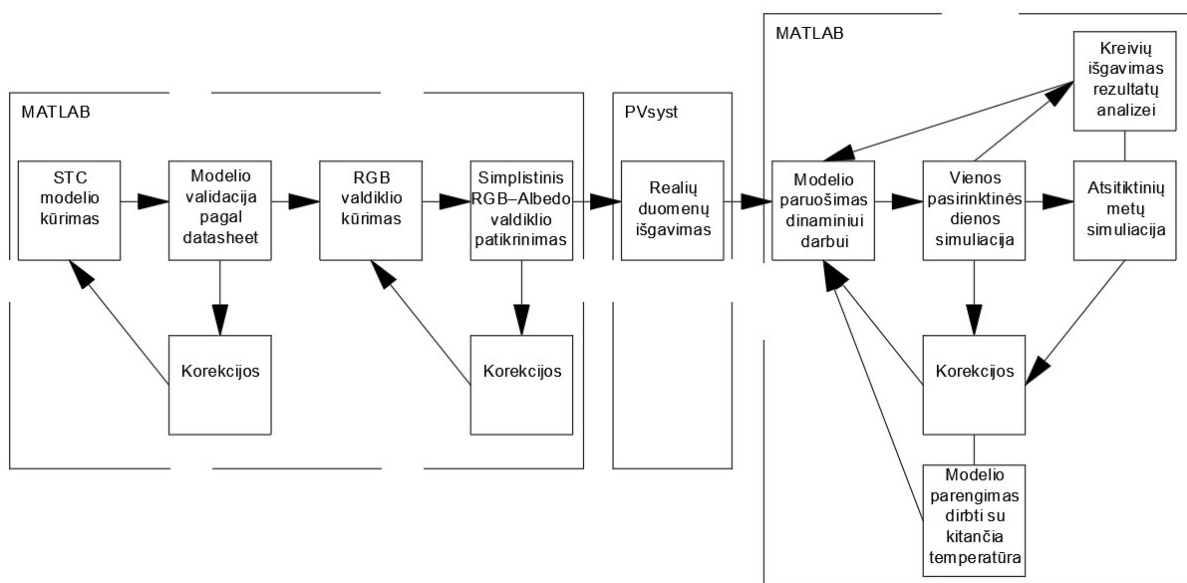 MATLAB
STC
modelio
kūrimas
Modelio
validacija
pagal
datasheet
RGB
valdiklio
kūrimas
Simplistinis
RGB–Albedo
valdiklio
patikrinimas
Korekcijos
Korekcijos
PVsyst
Realių
duomenų
išgavimas
MATLAB
Kreivių
išgavimas
rezultatų
analizei
Modelio
paruošimas
dinaminiui
darbui
Vienos
pasirinktinės
dienos
simuliacija
Atsitiktinių
metų
simuliacija
Korekcijos
Modelio
parengimas
dirbti su
kitančia
temperatūra